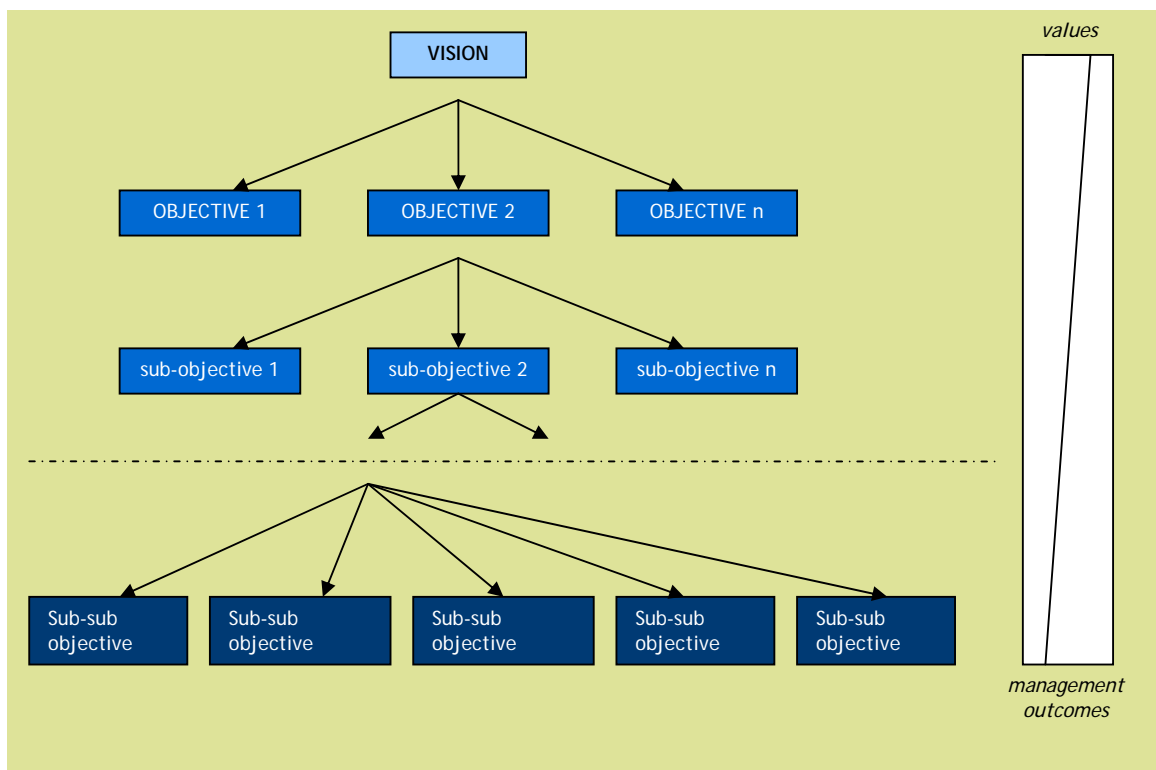 values
VISION
OBJECTIVE 1
OBJECTIVE 2
OBJECTIVE n
sub-objective 1
sub-objective 2
sub-objective n
Sub-sub
objective
Sub-sub
objective
Sub-sub
objective
Sub-sub
objective
Sub-sub
objective
management
outcomes